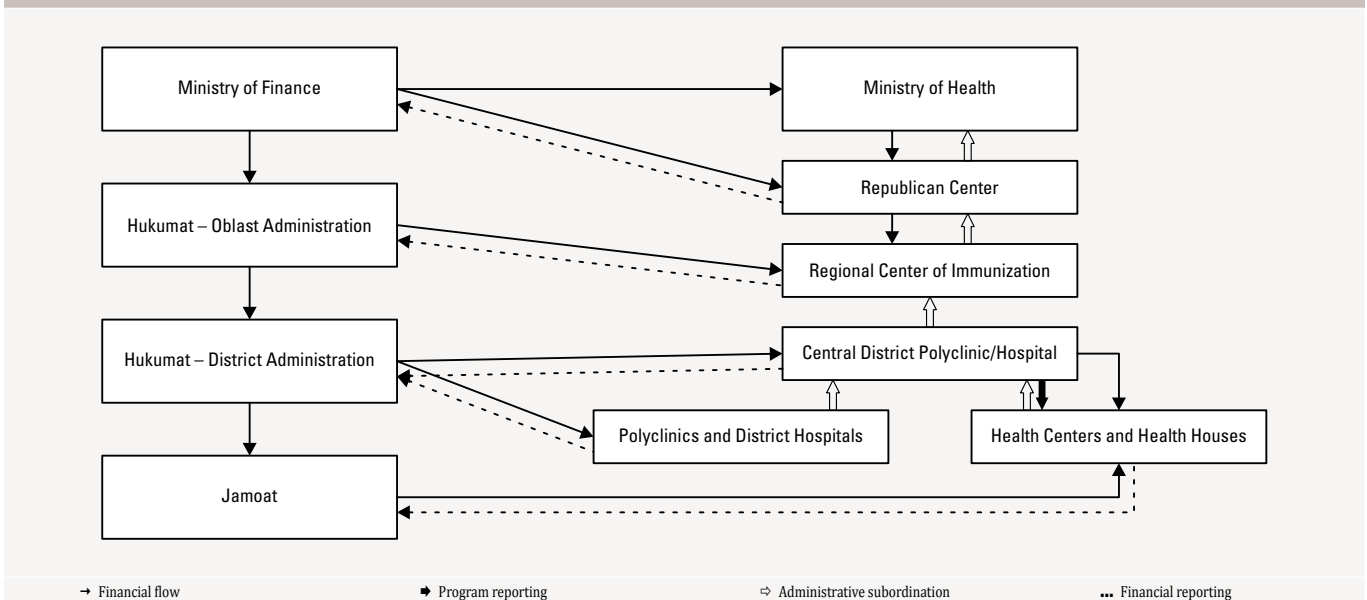 Ministry of Finance
Ministry of Health
Republican Center
Hukumat – Oblast Administration
Regional Center of Immunization
Hukumat – District Administration
Central District Polyclinic/Hospital
Polyclinics and District Hospitals
Health Centers and Health Houses
Jamoat
Financial flow
Program reporting
Administrative subordination
Financial reporting